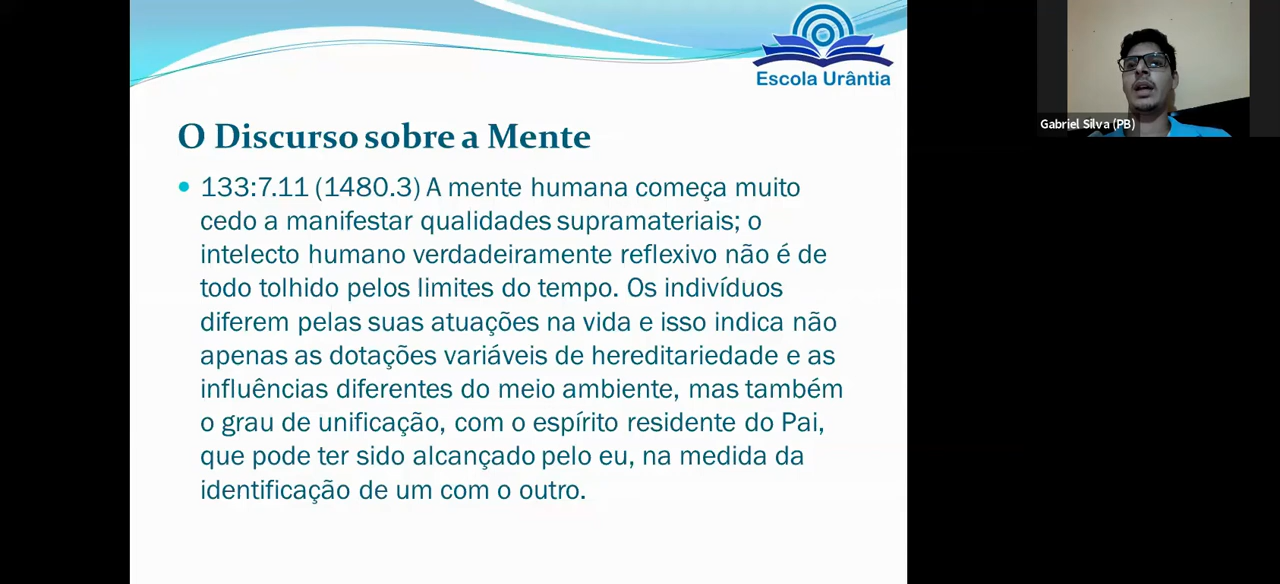 Escola Urântia
Gabriel Silva (PB)
O Discurso sobre a Mente
133:7.11 (1480.3) A mente humana começa muito
cedo a manifestar qualidades supramateriais; o
intelecto humano verdadeiramente reflexivo não é de
todo tolhido pelos limites do tempo. Os indivíduos
diferem pelas suas atuações na vida e isso indica não
apenas as dotações variáveis de hereditariedade e as
influências diferentes do meio ambiente, mas também
o grau de unificação, com o espírito residente do Pai,
que pode ter sido alcançado pelo eu, na medida da
identificação de um com o outro.